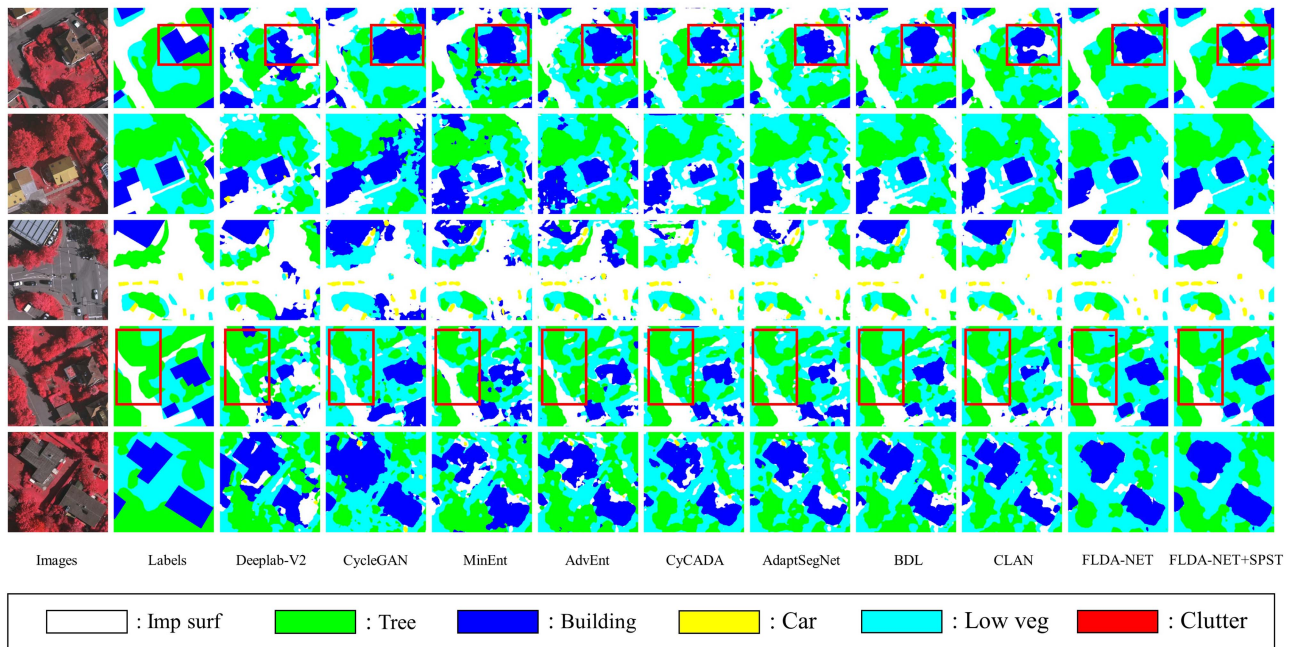 Images Labels Deeplab-V2 CycleGAN MinEnt AdvEnt CyCADA AdaptSegNet BDL CLAN FLDA-NET FLDA-NET+SPST
: Imp surf : Tree : Building : Car : Low veg : Clutter